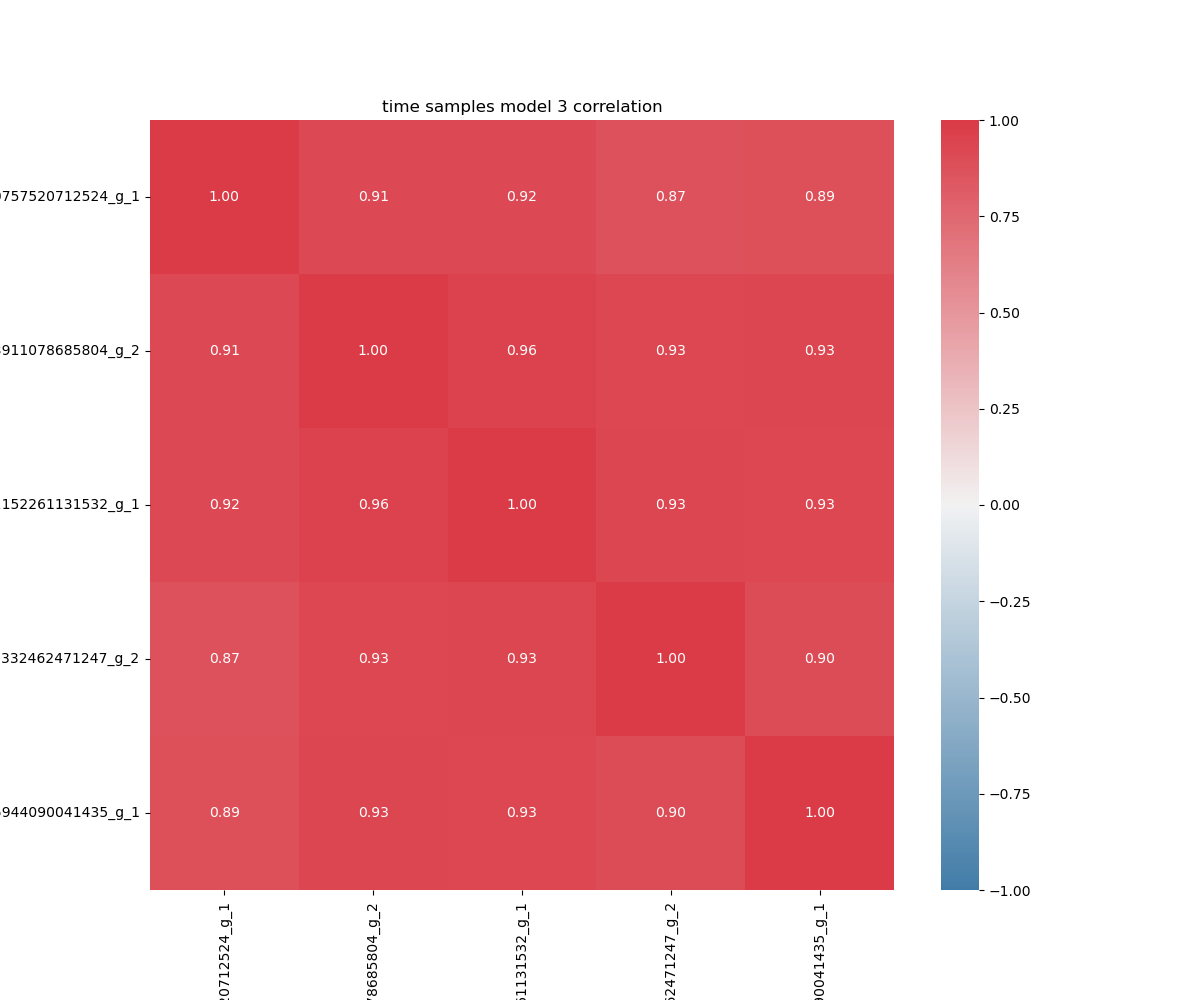 time samples model 3 correlation
757520712524_g_1
911078685804_g_2
152261131532_g_1
332462471247_g_2
944090041435_g_1
1.00 0.91 0.92 0.87 0.89
0.91 1.00 0.96 0.93 0.93
0.92 0.96 1.00 0.93 0.93
0.87 0.93 0.93 1.00 0.90
0.89 0.93 0.93 0.90 1.00
20712524_g_1
78685804_g_2
1131532_g_1
2471247_g_2
0041435_g_1
1.00
0.75
0.50
0.25
0.00
−0.25
−0.50
−0.75
−1.00